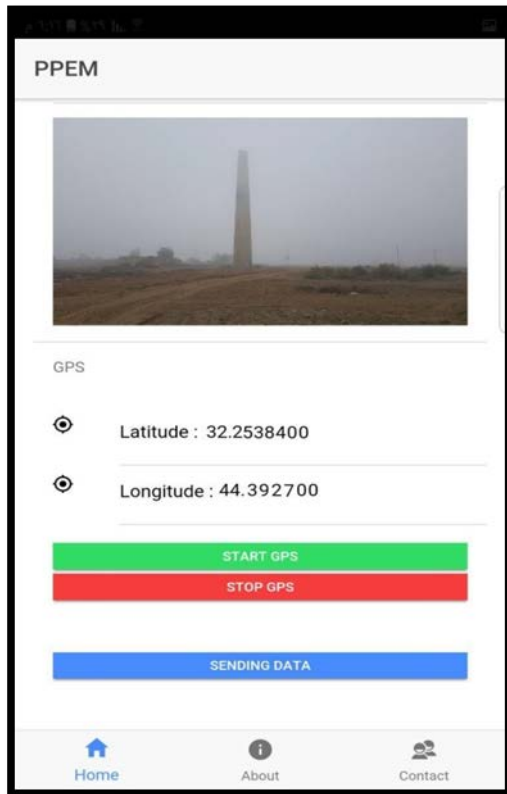 PPEM
GPS
Latitude : 32.2538400
Longitude : 44.392700
START GPS
STOP GPS
SENDING DATA
Home
About
Contact